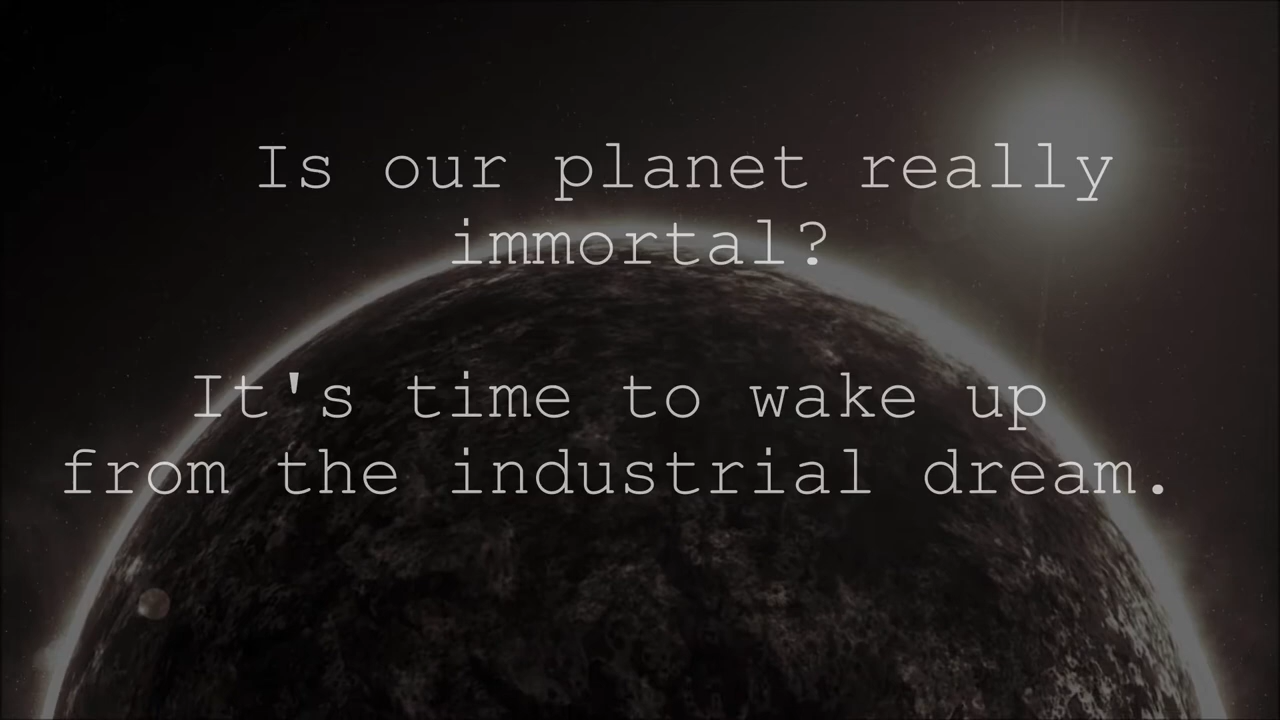 Is our planet really
immortal?
It's time to wake up
from the industrial dream.